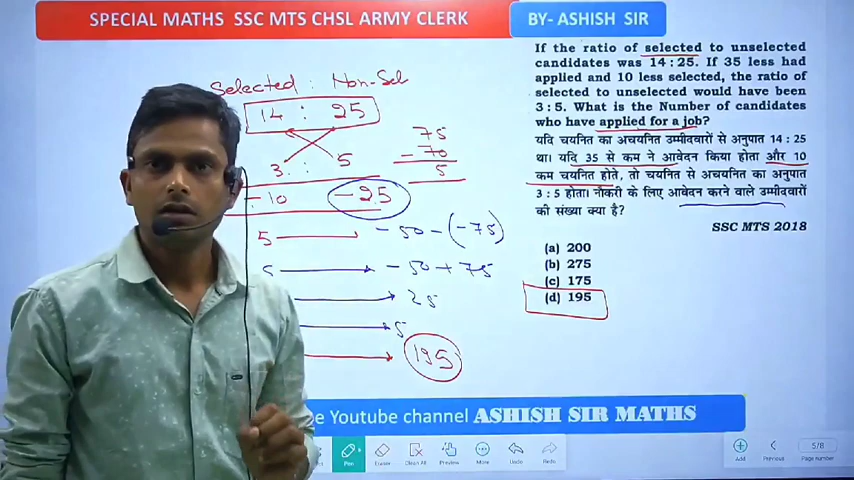 SPECIAL MATHS SSC MTS CHSL ARMY CLERK
BY- ASHISH SIR
If the ratio of selected to unselected
candidates was 14 : 25. If 35 less had
applied and 10 less selected, the ratio of
selected to unselected would have been
3 : 5. What is the Number of candidates
who have applied for a job?
यदि चयनित का अचयनित उम्मीदवारों से अनुपात 14 : 25
था। यदि 35 से कम ने आवेदन किया होता और 10
कम चयनित होते, तो चयनित से अचयनित का अनुपात
3 : 5 होता। नौकरी के लिए आवेदन करने वाले उम्मीदवारों
की संख्या क्या है?
SSC MTS 2018
(a) 200
(b) 275
(c) 175
(d) 195
Selected : Non-Sel
14 : 25
3 : 5
75
- 70
5
- 10 - 25
5 - 50 - (- 75)
- 50 + 75
25
5
195
Youtube channel ASHISH SIR MATHS
Pen
Eraser
Clean All
Preview
More
Undo
Redo
Add
Previous
5/8
Page number